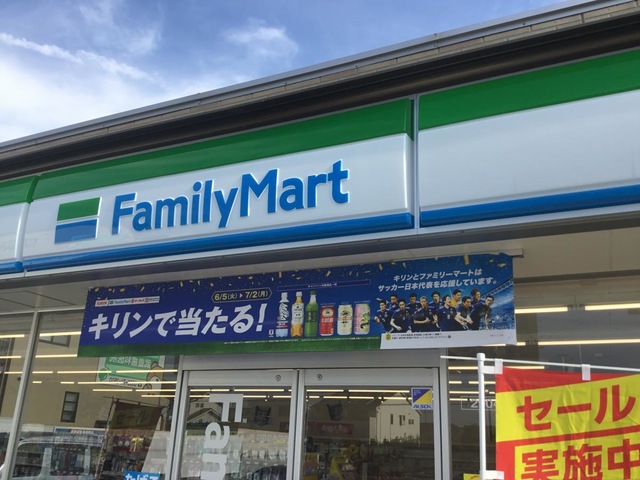 FamilyMart
6/5(火)▶7/2(月)
キリンで当たる!
キリンとファミリーマートは
サッカー日本代表を応援しています。
ALSOK
Fam
セール
実施中